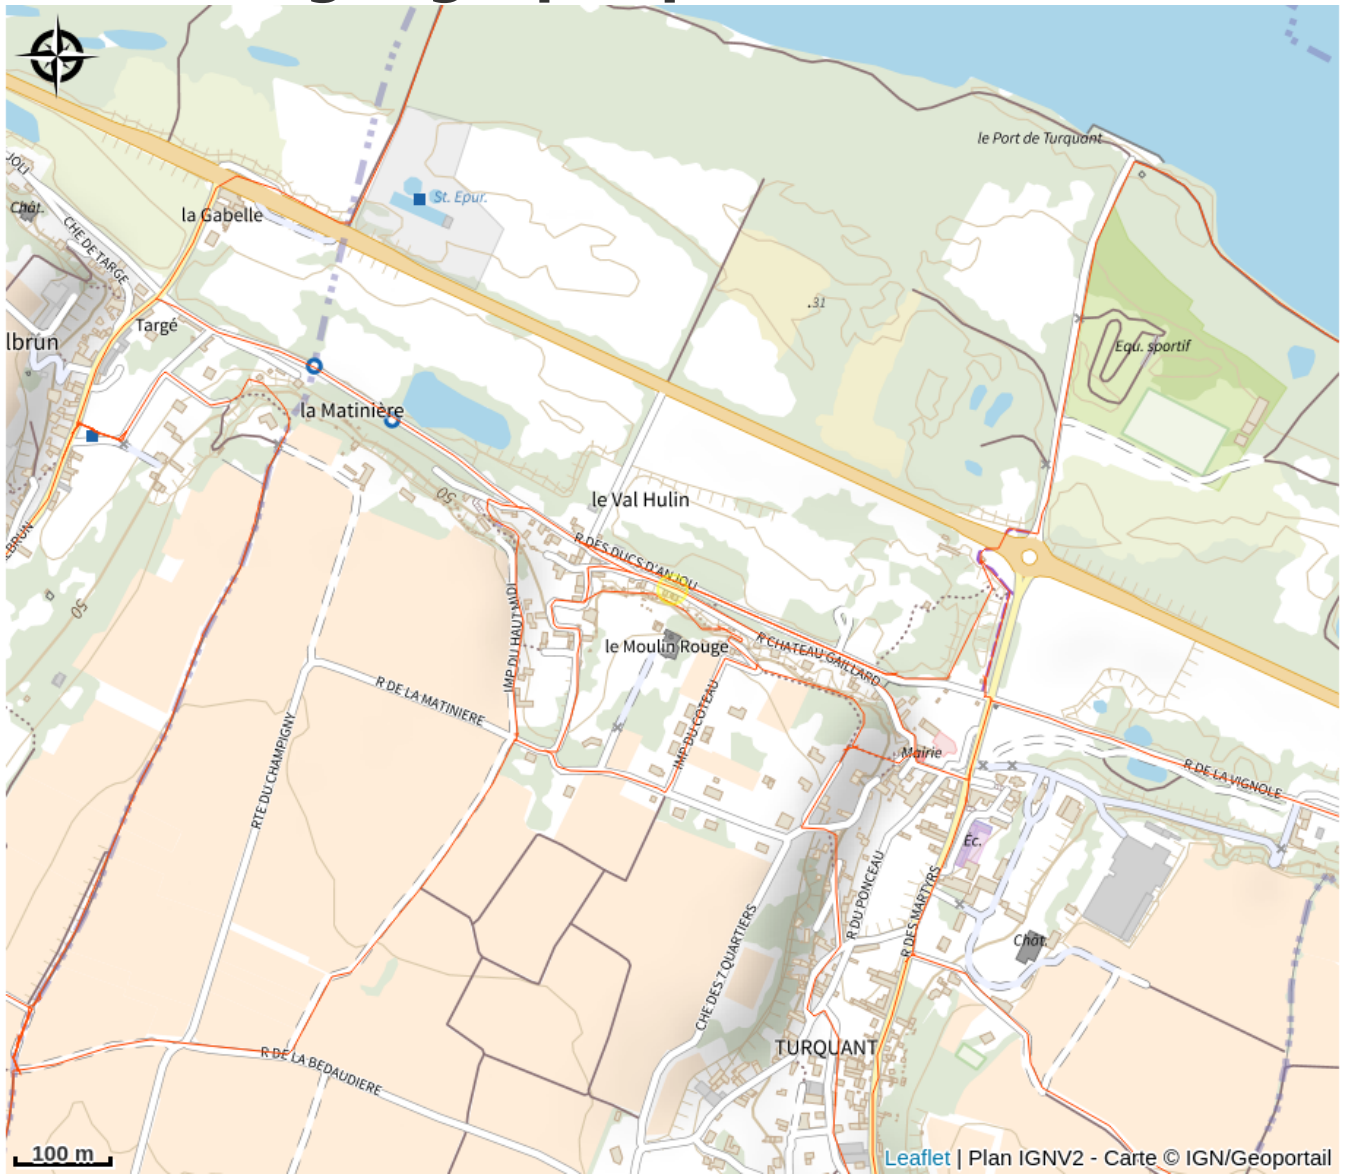 le Port de Turquant
JOLI
St. Epur.
Chât.
la Gabelle
CHE DE TARGE
.31
Targé
lbrun
Equ. sportif
la Matinière
50
le Val Hulin
LBRUN
R DES DUCS D'ANJOU
50
IMP DU HAUT MIDI
le Moulin Rouge
R CHATEAU GAILLARD
R DE LA MATINIERE
IMP DU COTEAU
RTE DU CHAMPIGNY
Mairie
R DE LA VIGNOLE
Éc.
R DU PONCEAU
R DES MARTYRS
CHE DES 7 QUARTIERS
Chât.
TURQUANT
R DE LA BEDAUDIERE
100 m
Leaflet | Plan IGNV2 - Carte © IGN/Geoportail